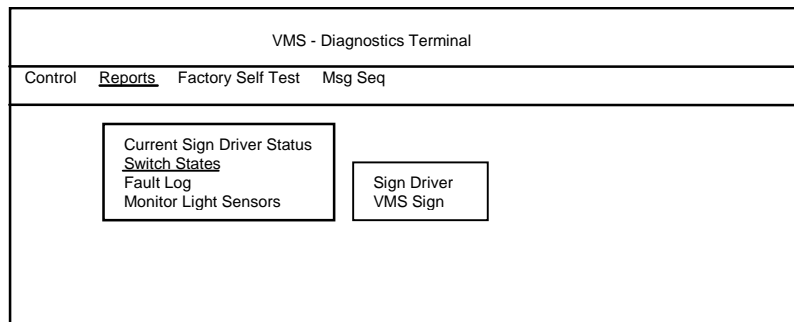 VMS - Diagnostics Terminal
Control Reports Factory Self Test Msg Seq
Current Sign Driver Status
Switch States
Fault Log
Monitor Light Sensors
Sign Driver
VMS Sign